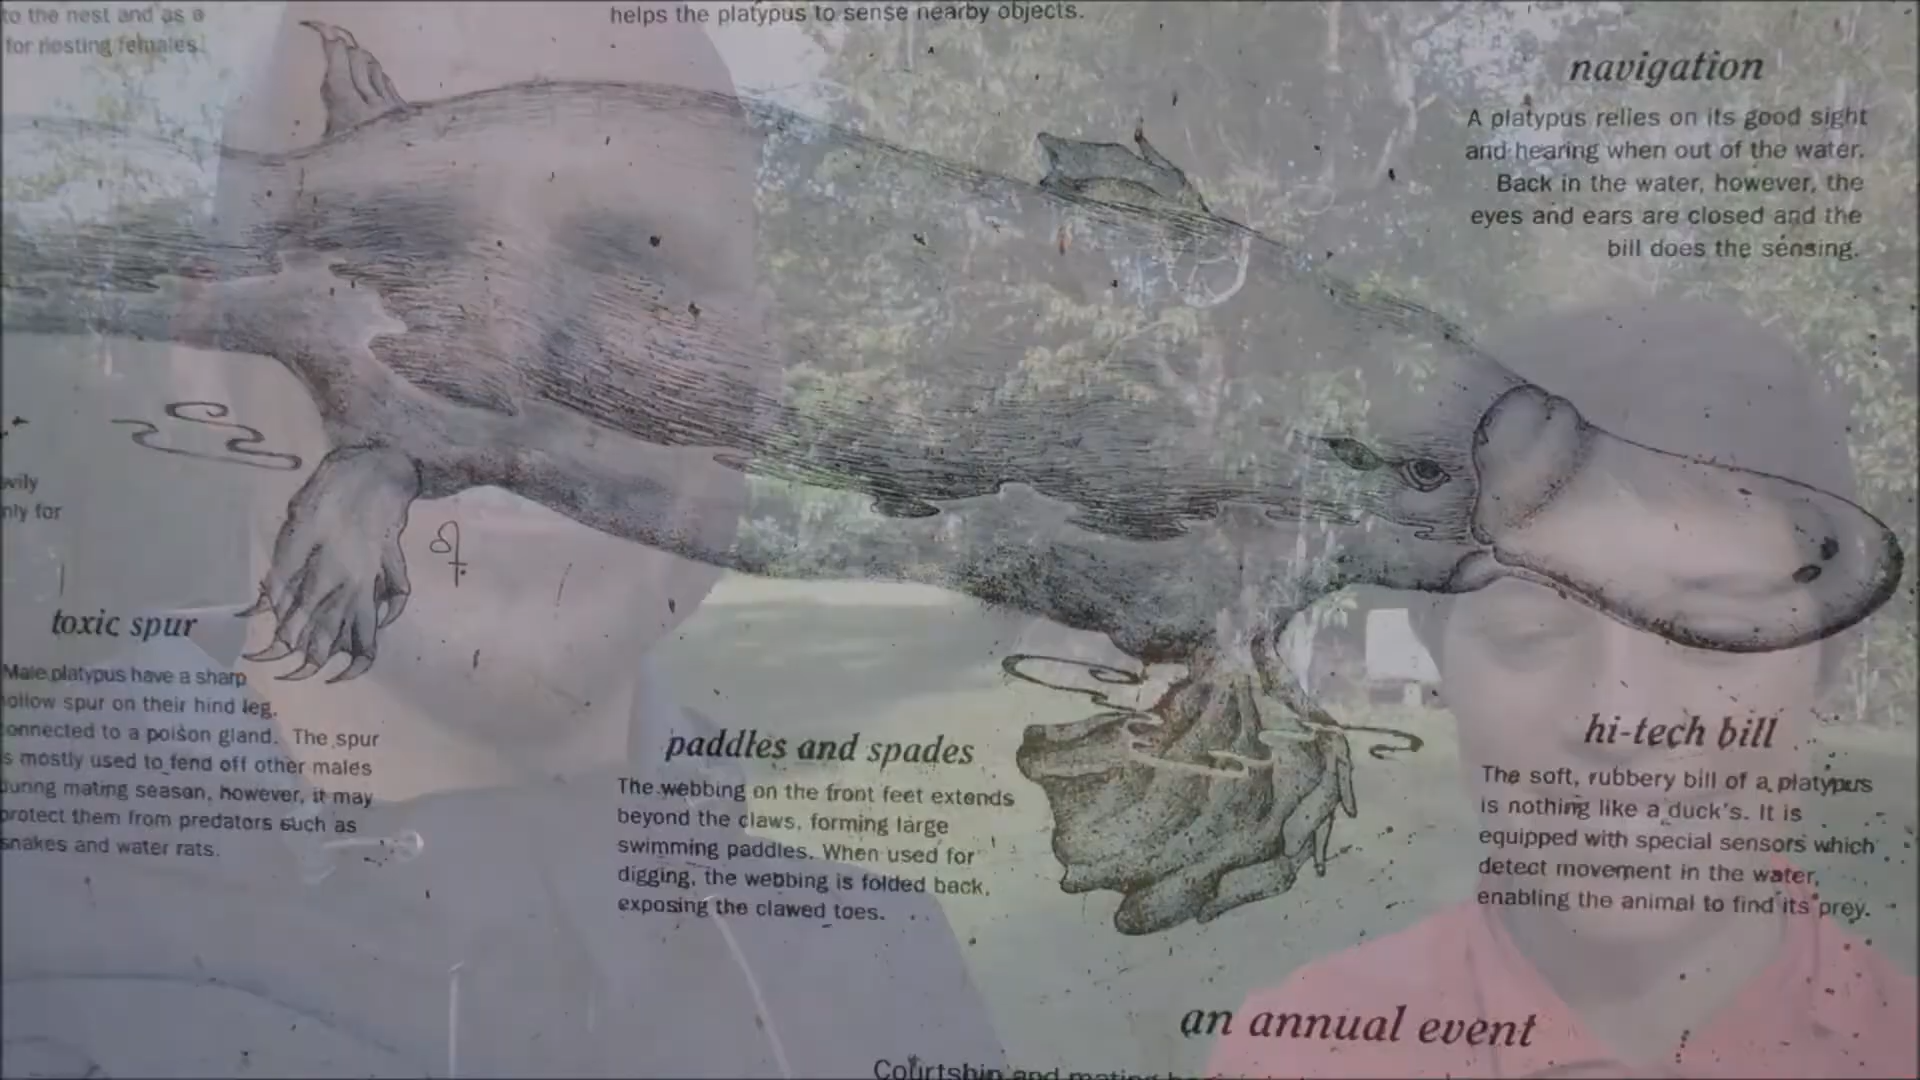 to the nest and as a
for nesting females.
helps the platypus to sense nearby objects.
navigation
A platypus relies on its good sight
and hearing when out of the water.
Back in the water, however, the
eyes and ears are closed and the
bill does the sensing.
nly for
toxic spur
Male platypus have a sharp
hollow spur on their hind leg,
connected to a poison gland. The spur
is mostly used to fend off other males
during mating season, however, it may
protect them from predators such as
snakes and water rats.
paddles and spades
The webbing on the front feet extends
beyond the claws, forming large
swimming paddles. When used for
digging, the webbing is folded back,
exposing the clawed toes.
hi-tech bill
The soft, rubbery bill of a platypus
is nothing like a duck's. It is
equipped with special sensors which
detect movement in the water,
enabling the animal to find its prey.
an annual event
Courtship and mating